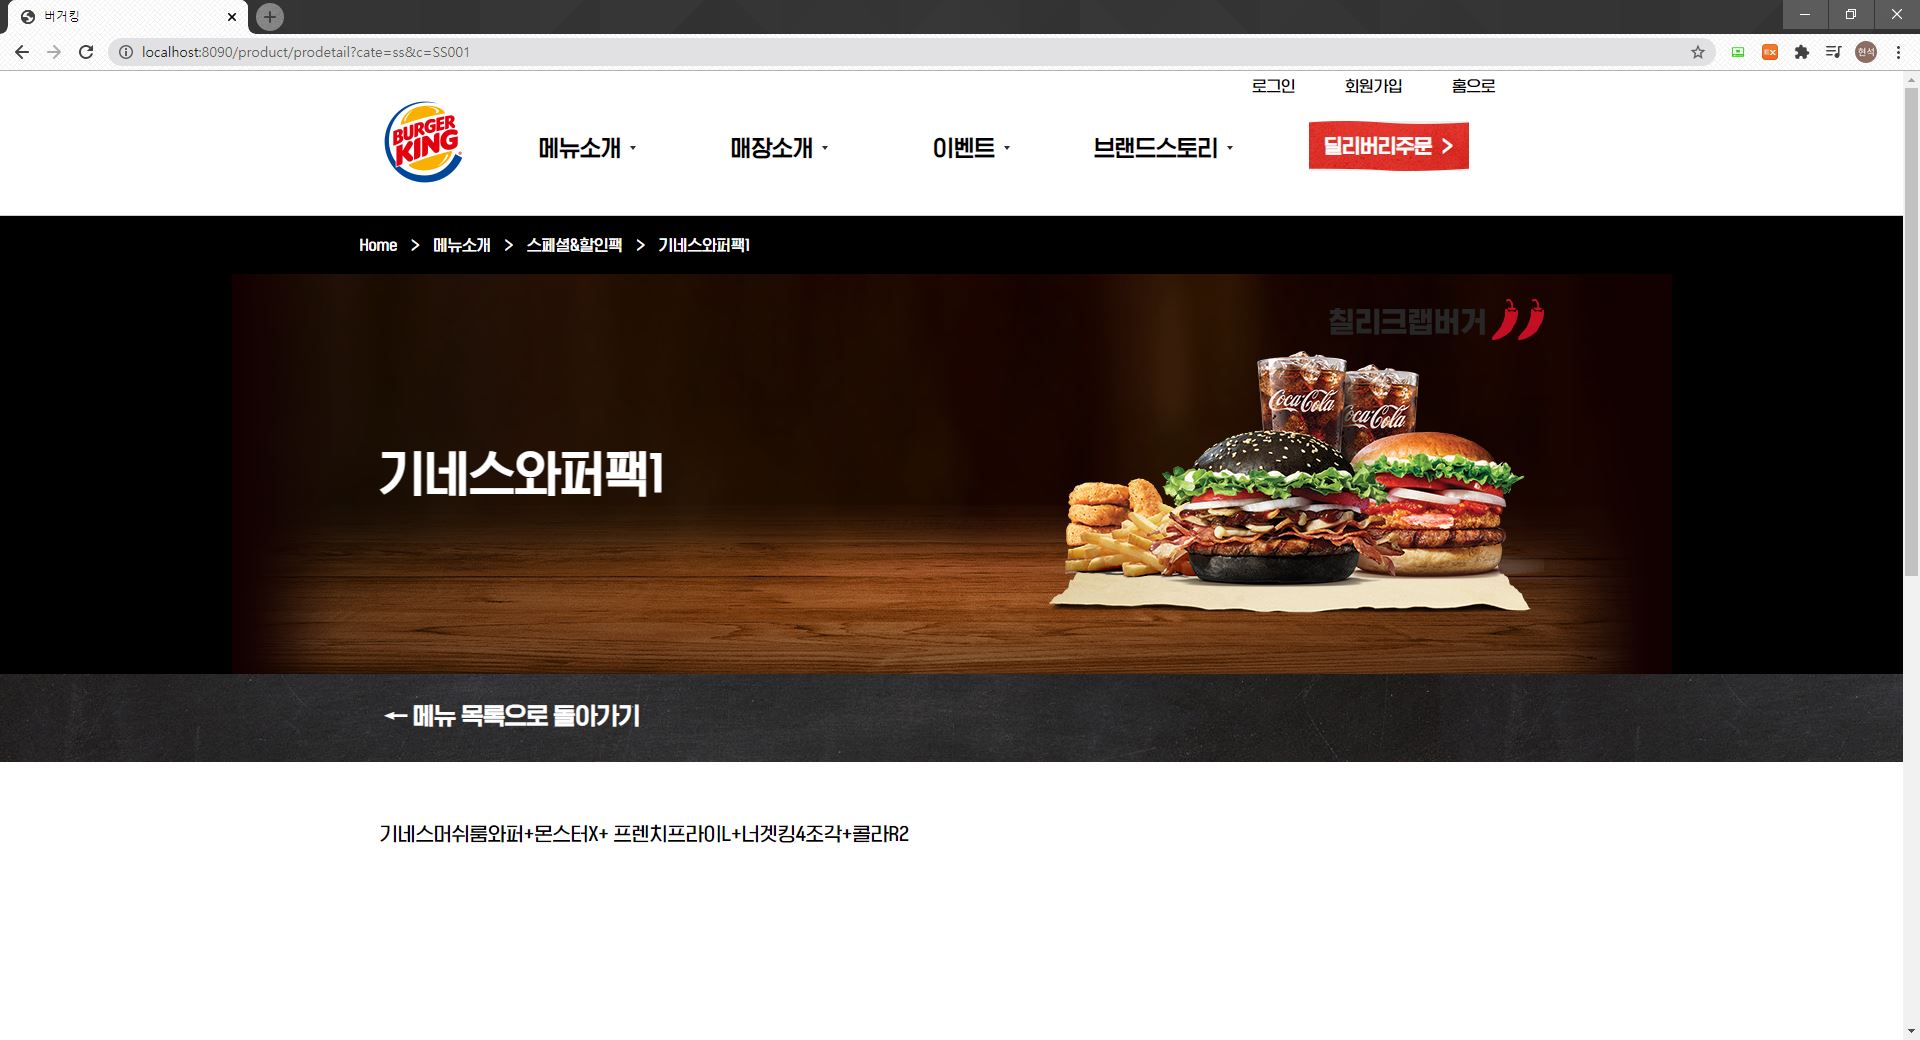 버거킹
localhost:8090/product/prodetail?cate=ss&c=SS001
EX
현석
로그인 회원가입 홈으로
BURGER KING
메뉴소개 매장소개 이벤트 브랜드스토리 딜리버리주문 >
Home > 메뉴소개 > 스페셜&할인팩 > 기네스와퍼팩1
칠리크랩버거
Coca-Cola
Coca-Cola
기네스와퍼팩1
← 메뉴 목록으로 돌아가기
기네스머쉬룸와퍼+몬스터X+ 프렌치프라이L+너겟킹4조각+콜라R2